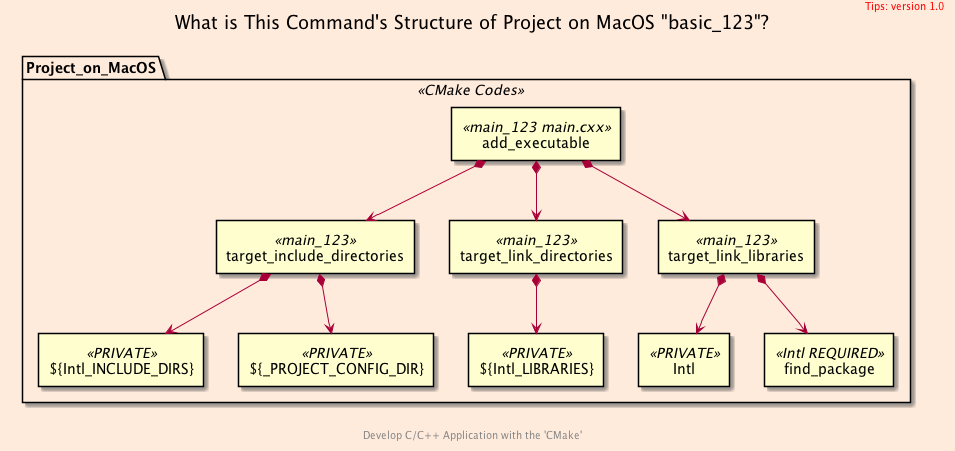 Tips: version 1.0
What is This Command's Structure of Project on MacOS "basic_123"?
Project_on_MacOS
«CMake Codes»
«main_123 main.cxx»
add_executable
«main_123»
target_include_directories
«main_123»
target_link_directories
«main_123»
target_link_libraries
«PRIVATE»
${Intl_INCLUDE_DIRS}
«PRIVATE»
${_PROJECT_CONFIG_DIR}
«PRIVATE»
${Intl_LIBRARIES}
«PRIVATE»
Intl
«Intl REQUIRED»
find_package
Develop C/C++ Application with the 'CMake'